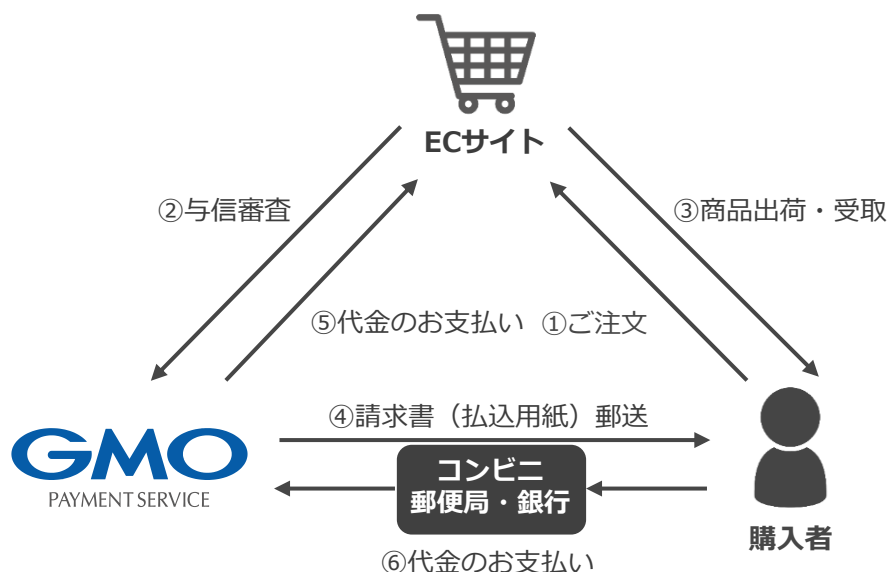 ECサイト
②与信審査
③商品出荷・受取
⑤代金のお支払い
①ご注文
④請求書（払込用紙）郵送
GMO
PAYMENT SERVICE
コンビニ
郵便局・銀行
購入者
⑥代金のお支払い